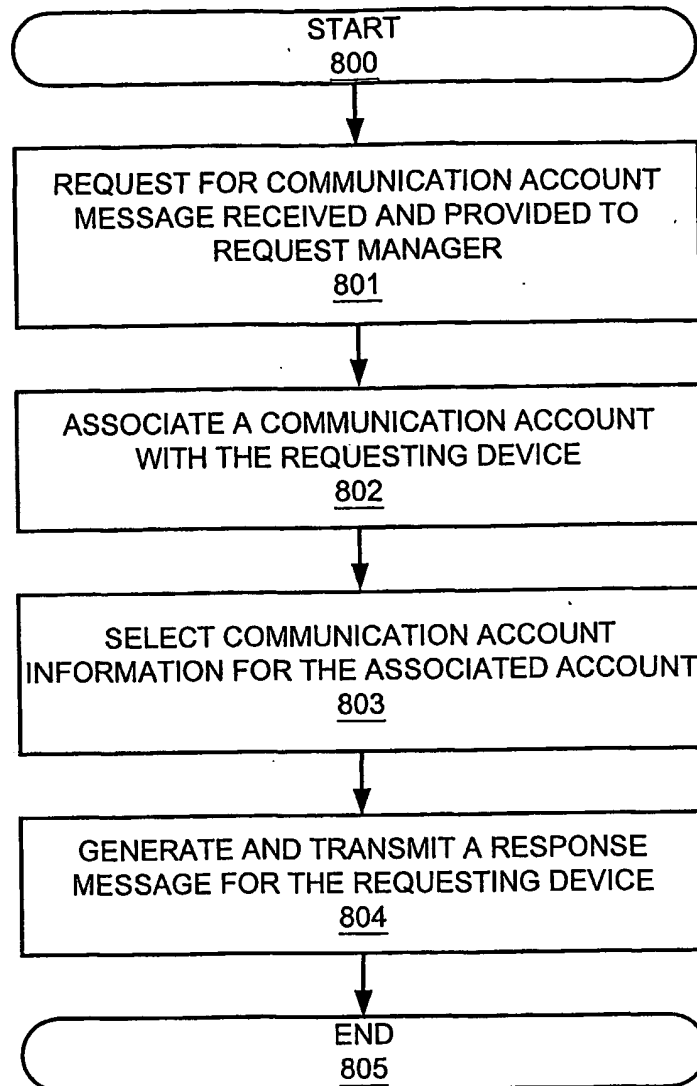 START
800
REQUEST FOR COMMUNICATION ACCOUNT
MESSAGE RECEIVED AND PROVIDED TO
REQUEST MANAGER
801
ASSOCIATE A COMMUNICATION ACCOUNT
WITH THE REQUESTING DEVICE
802
SELECT COMMUNICATION ACCOUNT
INFORMATION FOR THE ASSOCIATED ACCOUNT
803
GENERATE AND TRANSMIT A RESPONSE
MESSAGE FOR THE REQUESTING DEVICE
804
END
805